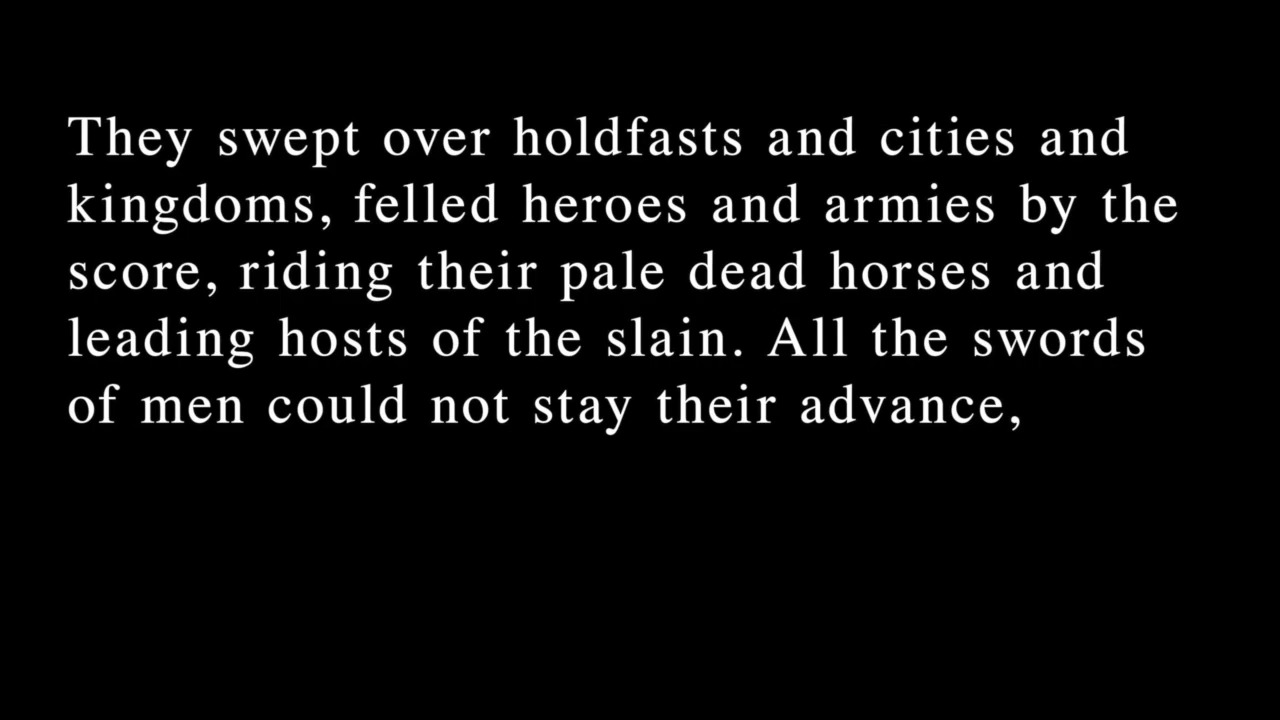 They swept over holdfasts and cities and
kingdoms, felled heroes and armies by the
score, riding their pale dead horses and
leading hosts of the slain. All the swords
of men could not stay their advance,